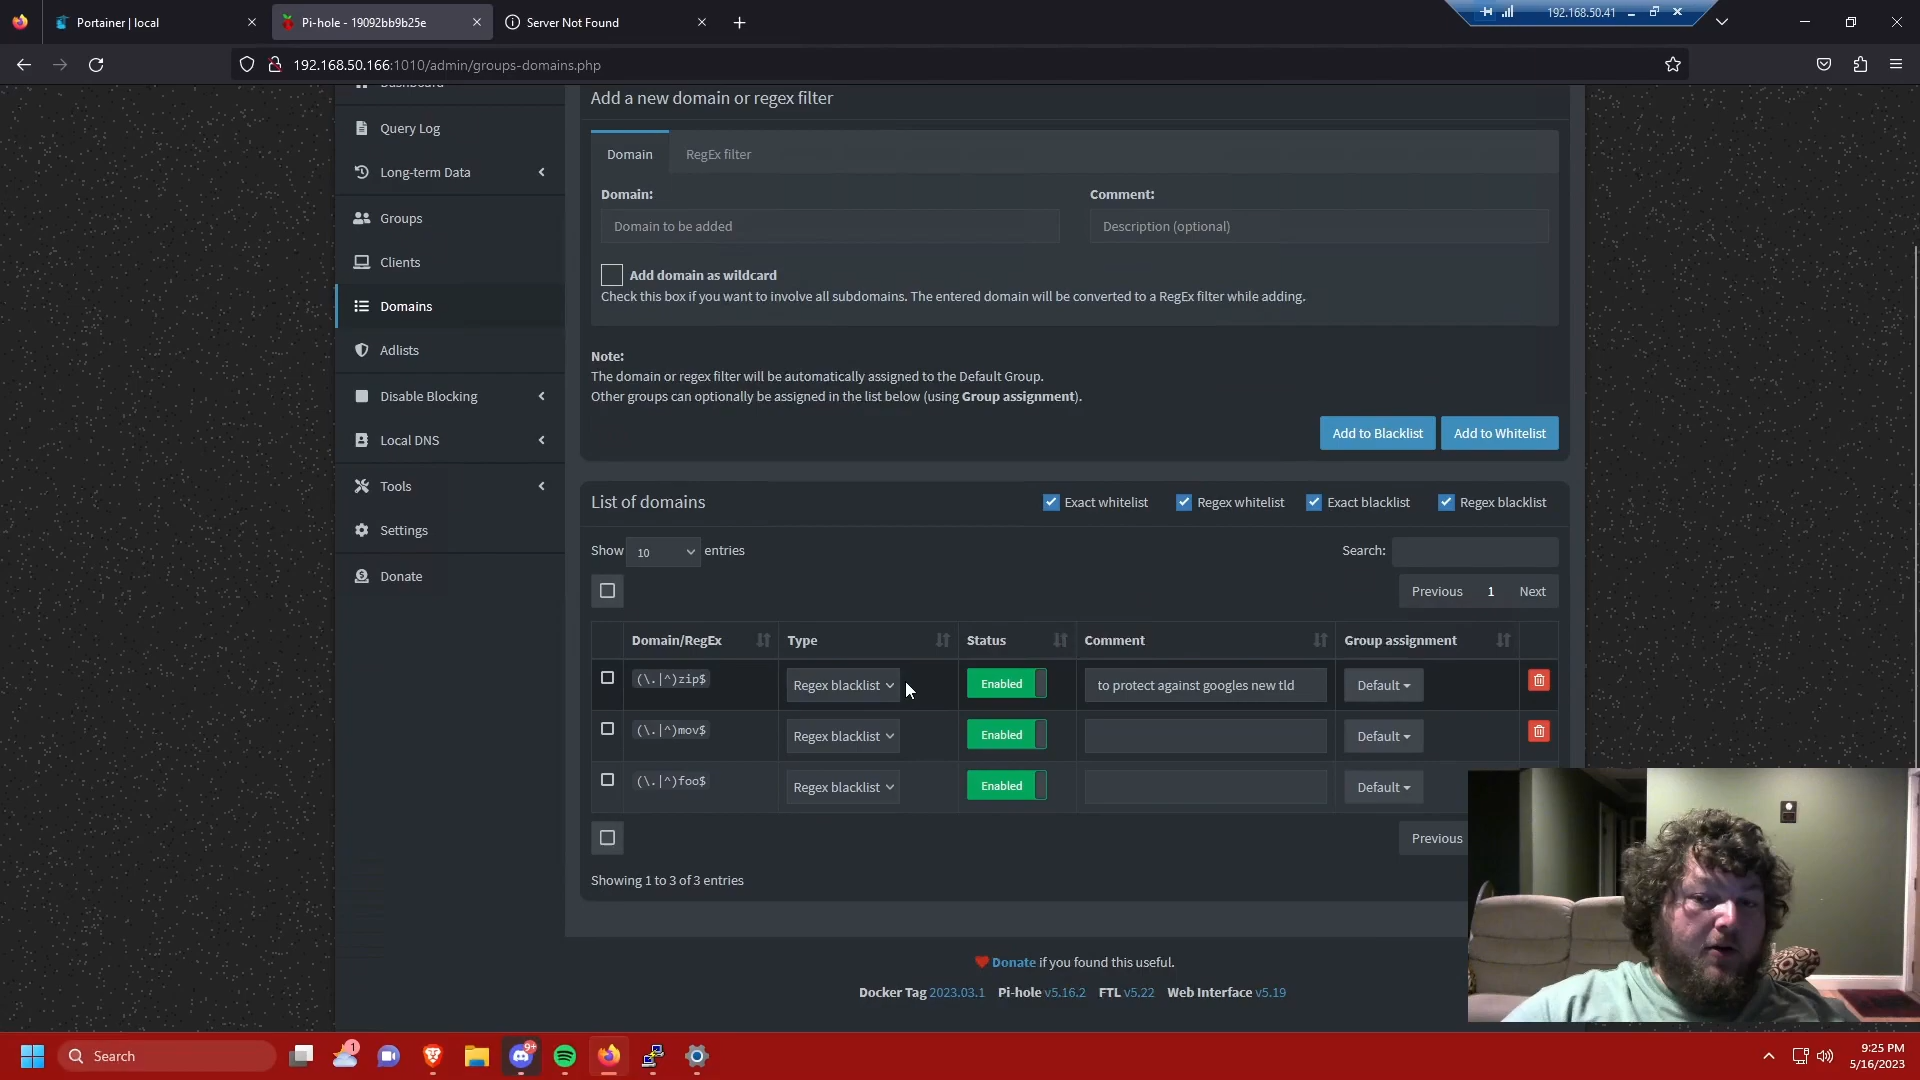 Portainer | local
Pi-hole - 19092bb9b25e
Server Not Found
192.168.50.41
192.168.50.166:1010/admin/groups-domains.php
Dashboard
Query Log
Long-term Data
Groups
Clients
Domains
Adlists
Disable Blocking
Local DNS
Tools
Settings
Donate
Add a new domain or regex filter
Domain RegEx filter
Domain: Comment:
Domain to be added Description (optional)
Add domain as wildcard
Check this box if you want to involve all subdomains. The entered domain will be converted to a RegEx filter while adding.
Note:
The domain or regex filter will be automatically assigned to the Default Group.
Other groups can optionally be assigned in the list below (using Group assignment).
Add to Blacklist Add to Whitelist
List of domains Exact whitelist Regex whitelist Exact blacklist Regex blacklist
Show 10 entries Search:
Previous 1 Next
Domain/RegEx Type Status Comment Group assignment
(\.|^)zip$ Regex blacklist Enabled to protect against googles new tld Default
(\.|^)mov$ Regex blacklist Enabled Default
(\.|^)foo$ Regex blacklist Enabled Default
Previous
Showing 1 to 3 of 3 entries
Donate if you found this useful.
Docker Tag 2023.03.1 Pi-hole v5.16.2 FTL v5.22 Web Interface v5.19
Search
1
9+
9:25 PM
5/16/2023